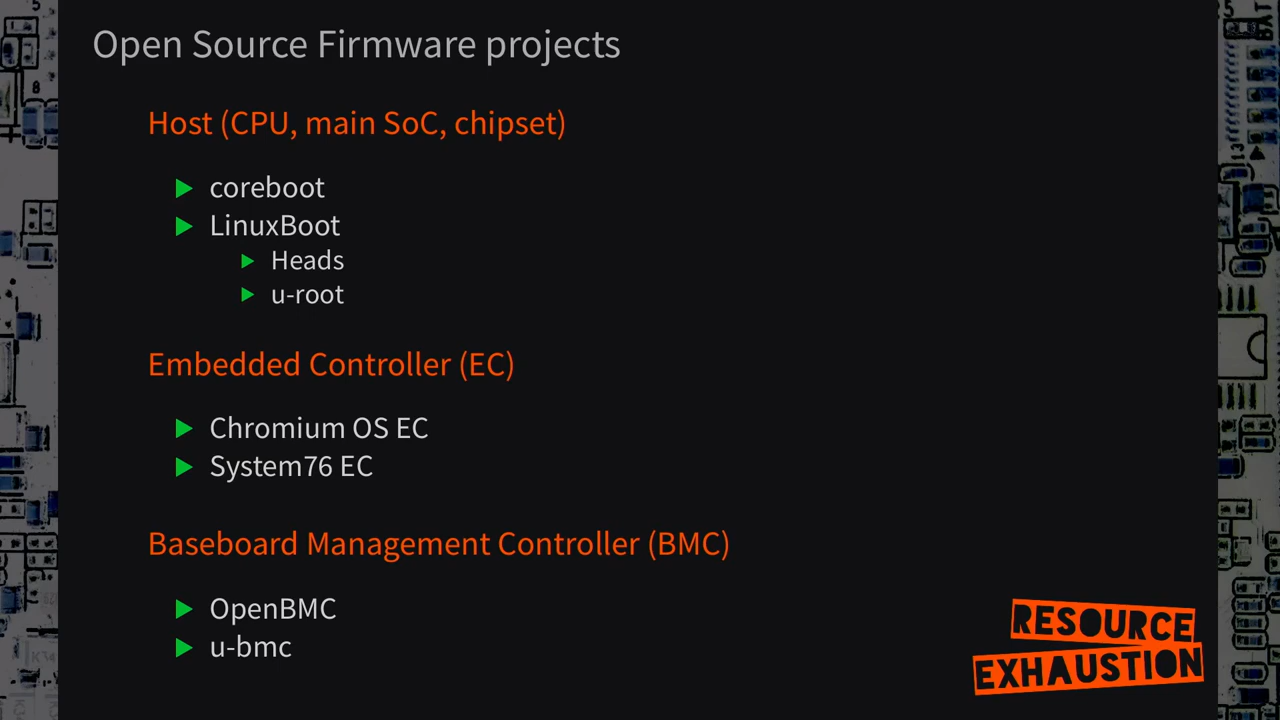 Open Source Firmware projects
Host (CPU, main SoC, chipset)
coreboot
LinuxBoot
Heads
u-root
Embedded Controller (EC)
Chromium OS EC
System76 EC
Baseboard Management Controller (BMC)
OpenBMC
u-bmc
RESOURCE
EXHAUSTION